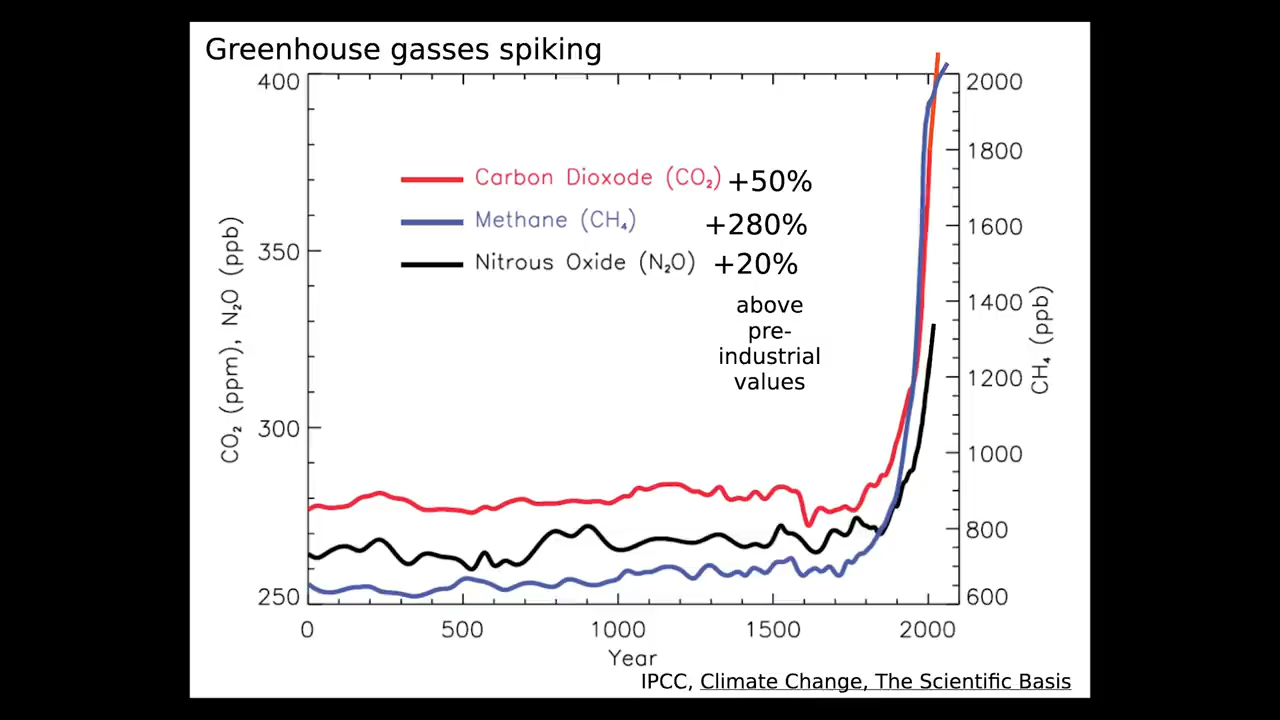 Greenhouse gasses spiking
400
350
300
250
CO₂ (ppm), N₂O (ppb)
Carbon Dioxode (CO₂) +50%
Methane (CH₄) +280%
Nitrous Oxide (N₂O) +20%
above
pre-
industrial
values
2000
1800
1600
1400
1200
1000
800
600
CH₄ (ppb)
0 500 1000 1500 2000
Year
IPCC, Climate Change, The Scientific Basis